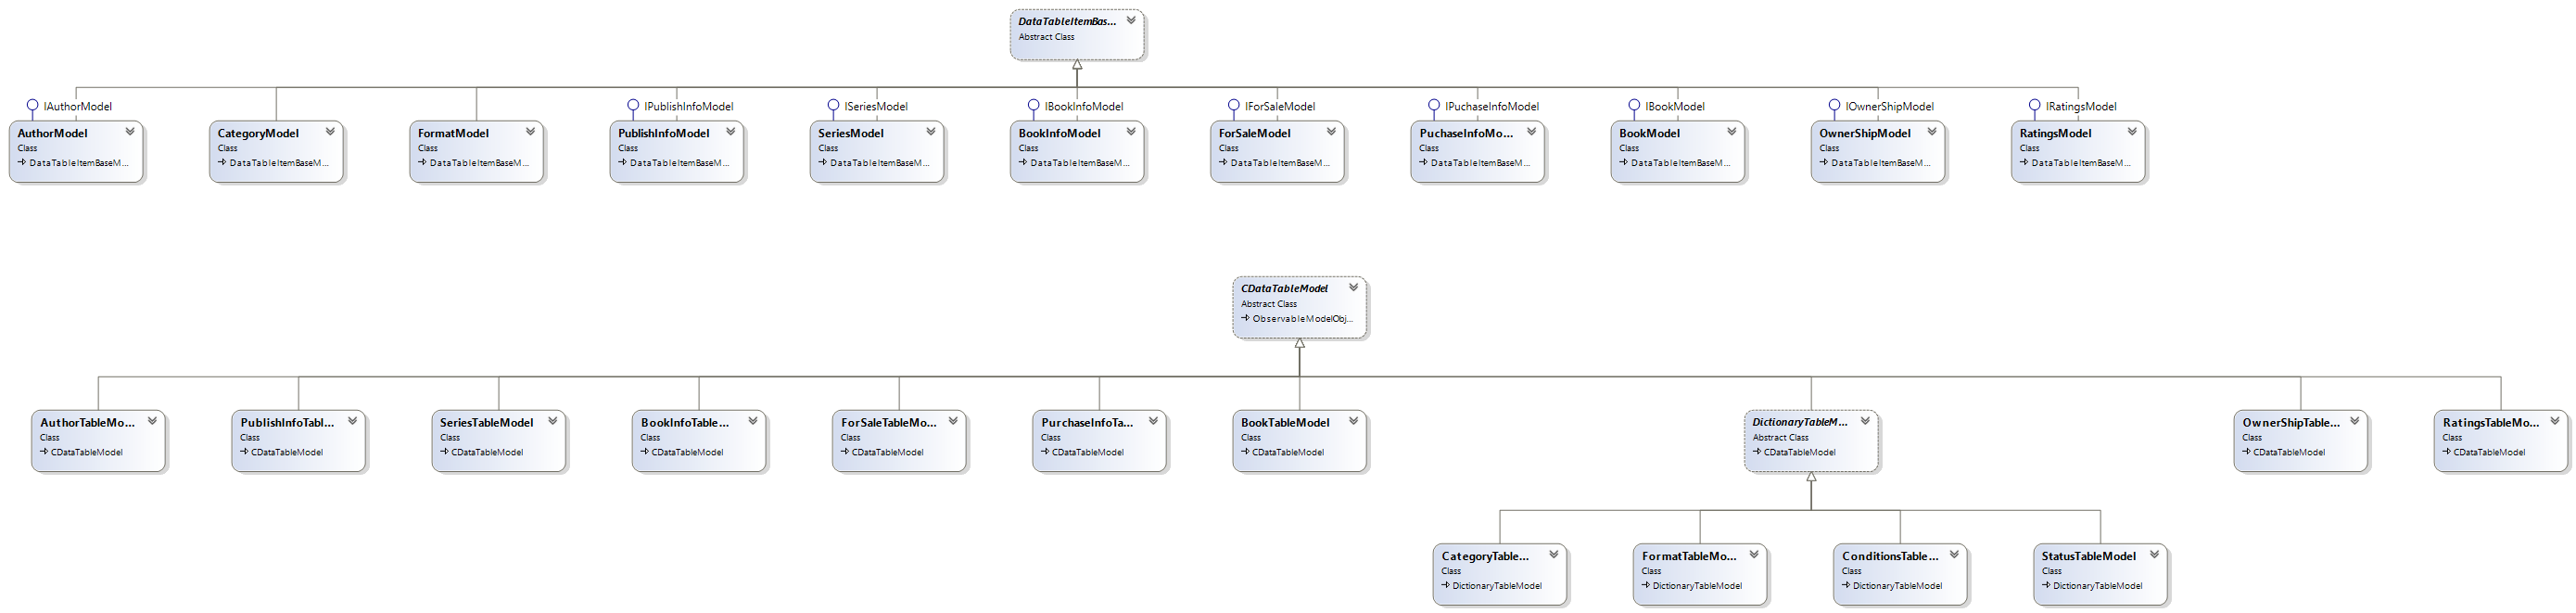 DataTableItemBas...
Abstract Class
IAuthorModel
AuthorModel
Class
DataTableItemBaseM...
CategoryModel
Class
DataTableItemBaseM...
FormatModel
Class
DataTableItemBaseM...
IPublishInfoModel
PublishInfoModel
Class
DataTableItemBaseM...
ISeriesModel
SeriesModel
Class
DataTableItemBaseM...
IBookInfoModel
BookInfoModel
Class
DataTableItemBaseM...
IForSaleModel
ForSaleModel
Class
DataTableItemBaseM...
IPuchaseInfoModel
PuchaseInfoMo...
Class
DataTableItemBaseM...
IBookModel
BookModel
Class
DataTableItemBaseM...
IOwnerShipModel
OwnerShipModel
Class
DataTableItemBaseM...
IRatingsModel
RatingsModel
Class
DataTableItemBaseM...
CDataTableModel
Abstract Class
ObservableModelObj...
AuthorTableMo...
Class
CDataTableModel
PublishInfoTabl...
Class
CDataTableModel
SeriesTableModel
Class
CDataTableModel
BookInfoTable...
Class
CDataTableModel
ForSaleTableMo...
Class
CDataTableModel
PurchaseInfoTa...
Class
CDataTableModel
BookTableModel
Class
CDataTableModel
DictionaryTableM...
Abstract Class
CDataTableModel
OwnerShipTable...
Class
CDataTableModel
RatingsTableMo...
Class
CDataTableModel
CategoryTable...
Class
DictionaryTableModel
FormatTableMo...
Class
DictionaryTableModel
ConditionsTable...
Class
DictionaryTableModel
StatusTableModel
Class
DictionaryTableModel